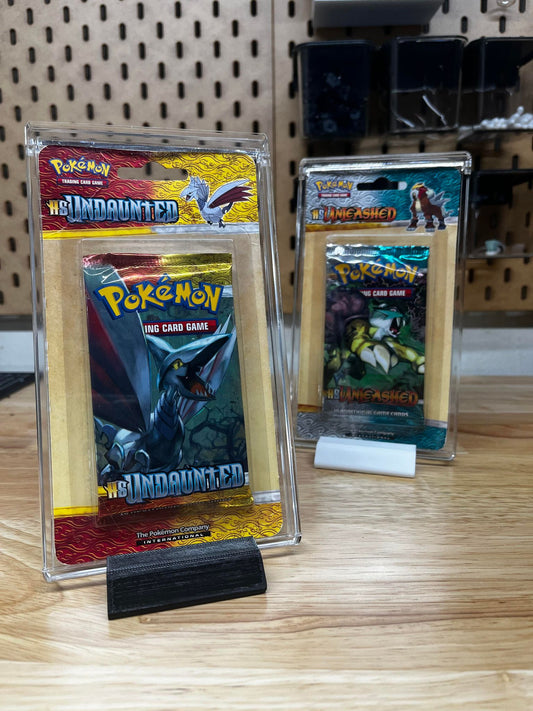 POKéMON
TRADING CARD GAME
HS UNDAUNTED
POKéMON
ING CARD GAME
HS UNDAUNTED
The Pokémon Company
INTERNATIONAL
POKéMON
TRADING CARD GAME
HS UNLEASHED
POKéMON
CARD GAME
HS UNLEASHED